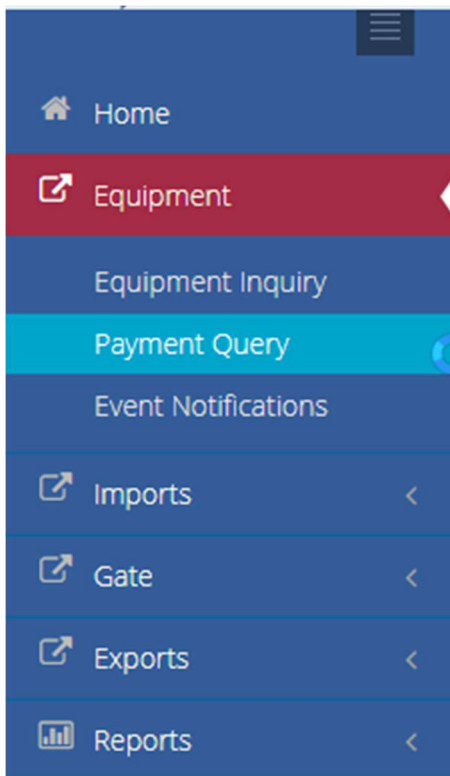 Home
Equipment
Equipment Inquiry
Payment Query
Event Notifications
Imports
Gate
Exports
Reports